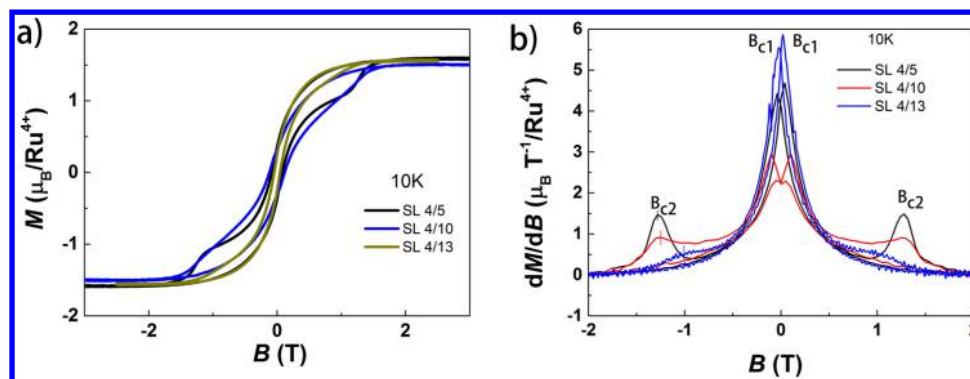 a)
M (μB/Ru4+)
2
1
0
-1
-2
10K
SL 4/5
SL 4/10
SL 4/13
-2
0
2
B (T)
b)
dM/dB (μB T-1/Ru4+)
6
5
4
3
2
1
0
-1
Bc1 Bc1
10K
SL 4/5
SL 4/10
SL 4/13
Bc2
Bc2
-2
-1
0
1
2
B (T)